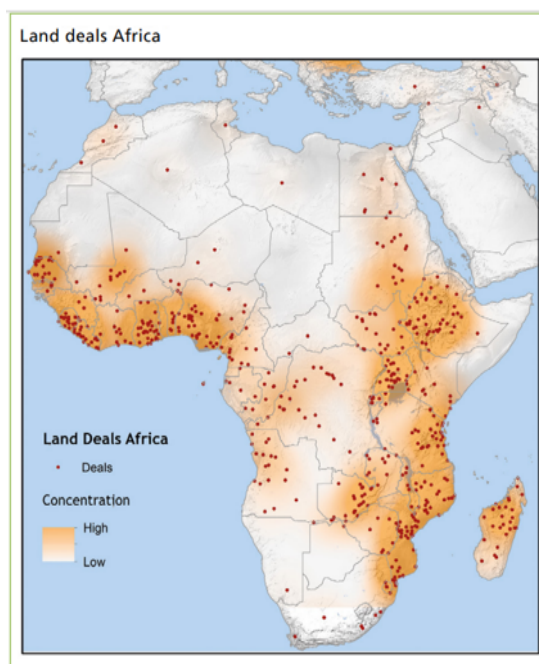 Land deals Africa
Land Deals Africa
Deals
Concentration
High
Low